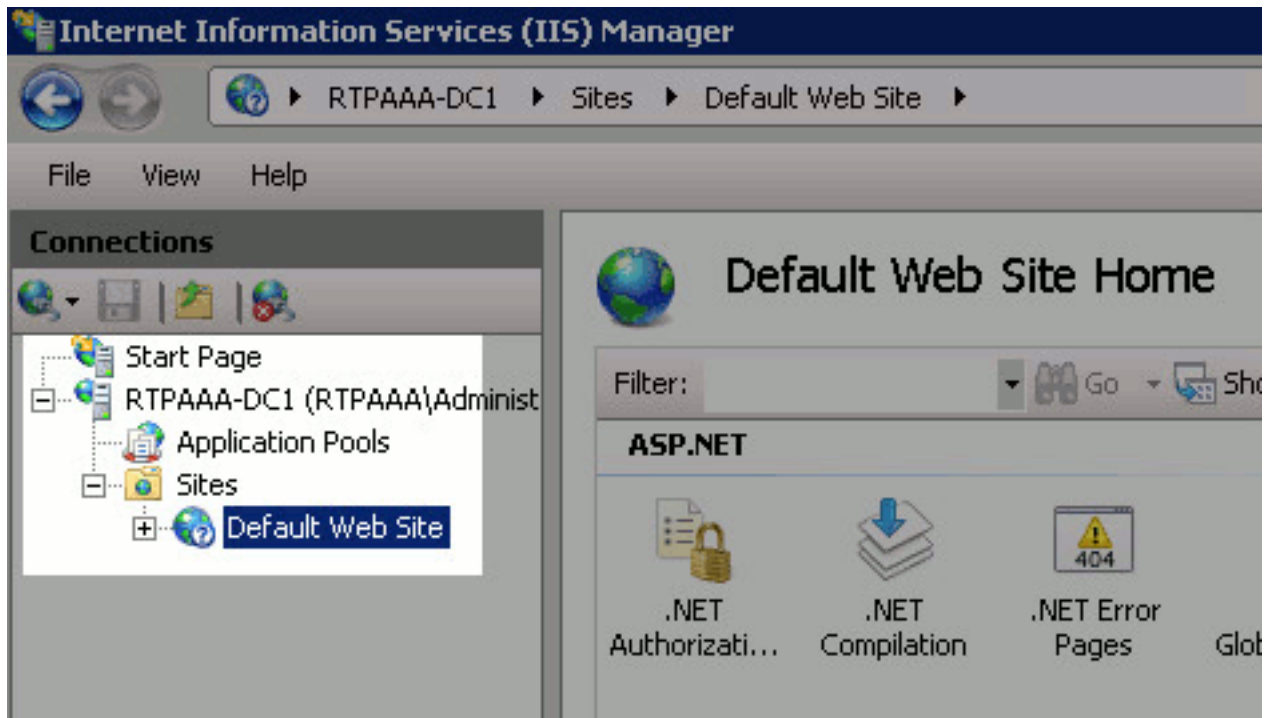 Internet Information Services (IIS) Manager
RTPAAA-DC1 Sites Default Web Site
File View Help
Connections
Start Page
RTPAAA-DC1 (RTPAAA\Administ
Application Pools
Sites
Default Web Site
Default Web Site Home
Filter: Go Sho
ASP.NET
404
.NET Authorizati...
.NET Compilation
.NET Error Pages
Glob